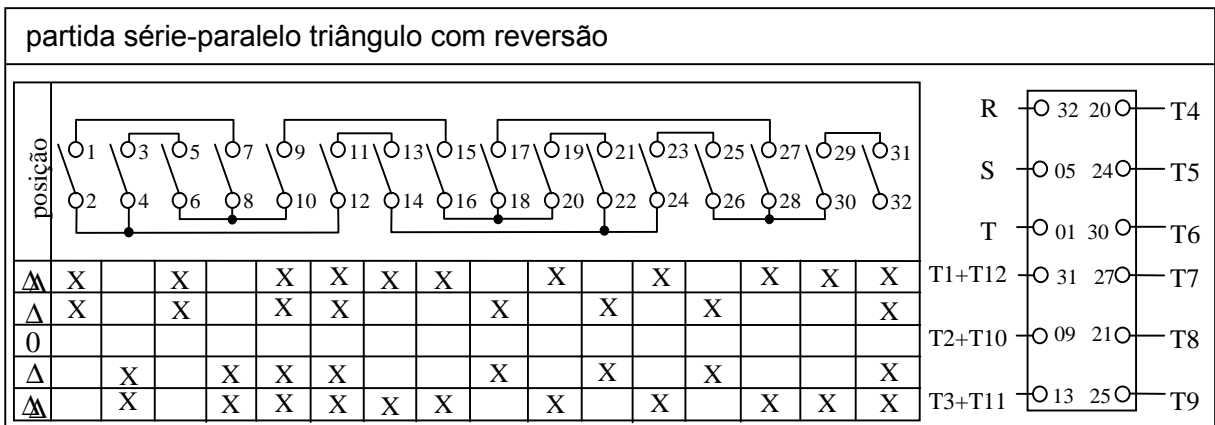 partida série-paralelo triângulo com reversão
posição
1 3 5 7 9 11 13 15 17 19 21 23 25 27 29 31
2 4 6 8 10 12 14 16 18 20 22 24 26 28 30 32
ΔΔ X X X X X X X X X X X
Δ X X X X X X X X
0
Δ X X X X X X X X
ΔΔ X X X X X X X X X X X
R 32 20 T4
S 05 24 T5
T 01 30 T6
T1+T12 31 27 T7
T2+T10 09 21 T8
T3+T11 13 25 T9